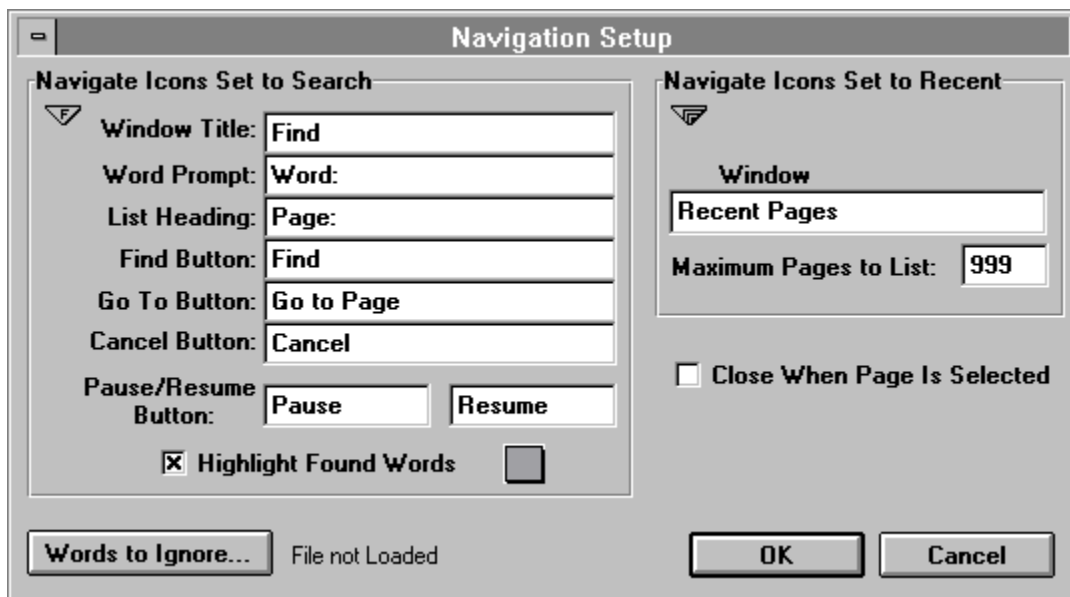 Navigation Setup
Navigate Icons Set to Search
F
Window Title: Find
Word Prompt: Word:
List Heading: Page:
Find Button: Find
Go To Button: Go to Page
Cancel Button: Cancel
Pause/Resume
Button: Pause Resume
Highlight Found Words
Navigate Icons Set to Recent
Window
Recent Pages
Maximum Pages to List: 999
Close When Page Is Selected
Words to Ignore... File not Loaded
OK Cancel